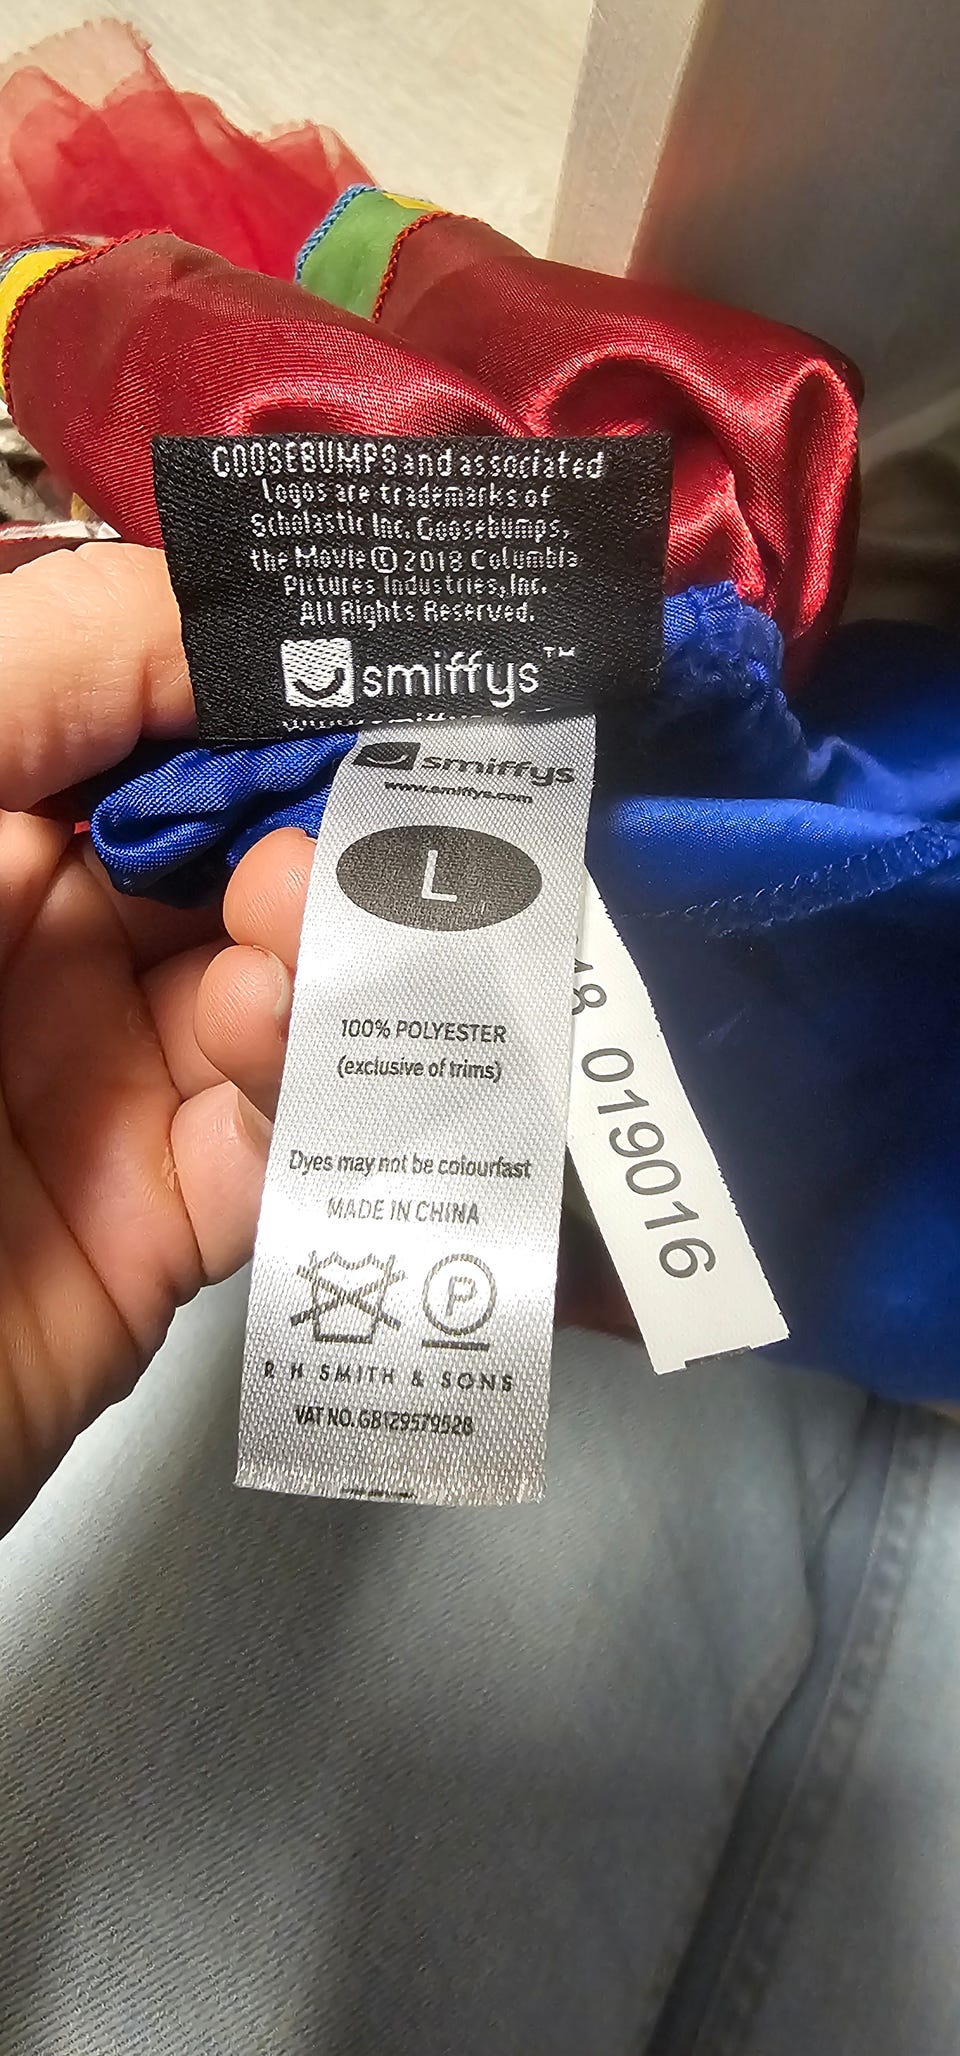 GOOSEBUMPS and associated
logos are trademarks of
Scholastic Inc. Goosebumps,
the Movie © 2018 Columbia
Pictures Industries, Inc.
All Rights Reserved.
smiffys™
smiffys
www.smiffys.com
L
100% POLYESTER
(exclusive of trims)
Dyes may not be colourfast
MADE IN CHINA
P
R H SMITH & SONS
VAT NO. GB129579528
019016